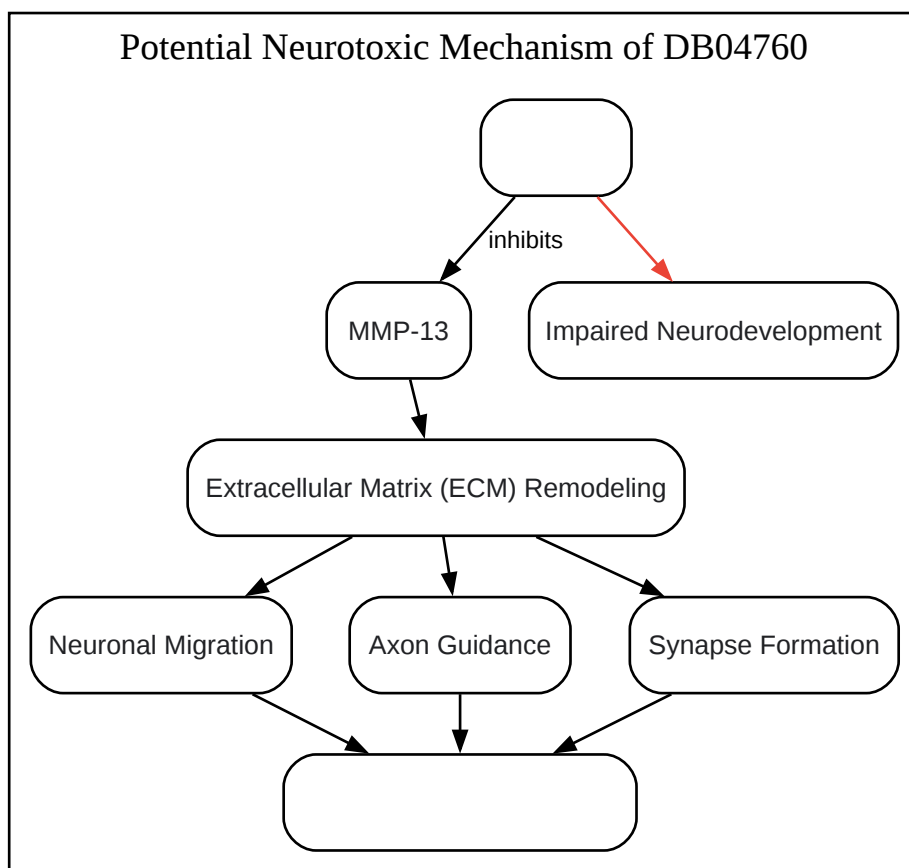 Potential Neurotoxic Mechanism of DB04760
inhibits
MMP-13
Impaired Neurodevelopment
Extracellular Matrix (ECM) Remodeling
Neuronal Migration
Axon Guidance
Synapse Formation